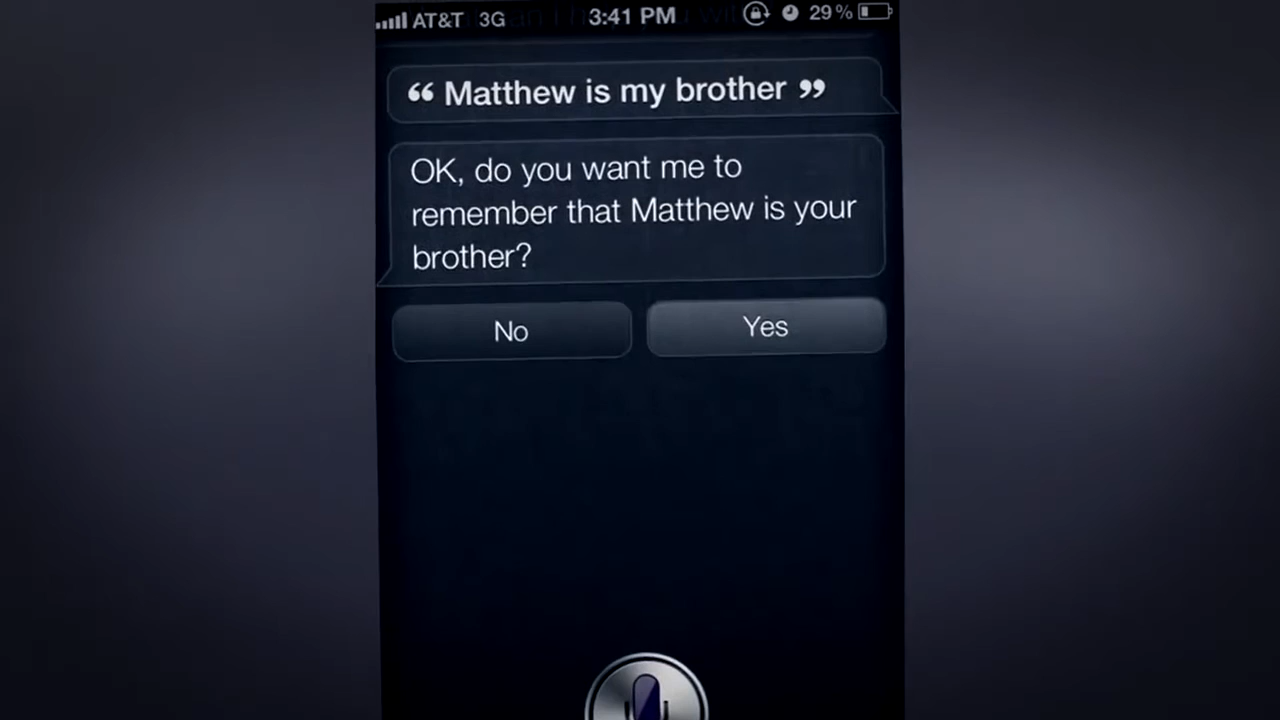 AT&T 3G 3:41 PM 29%
“ Matthew is my brother ”
OK, do you want me to
remember that Matthew is your
brother?
No Yes